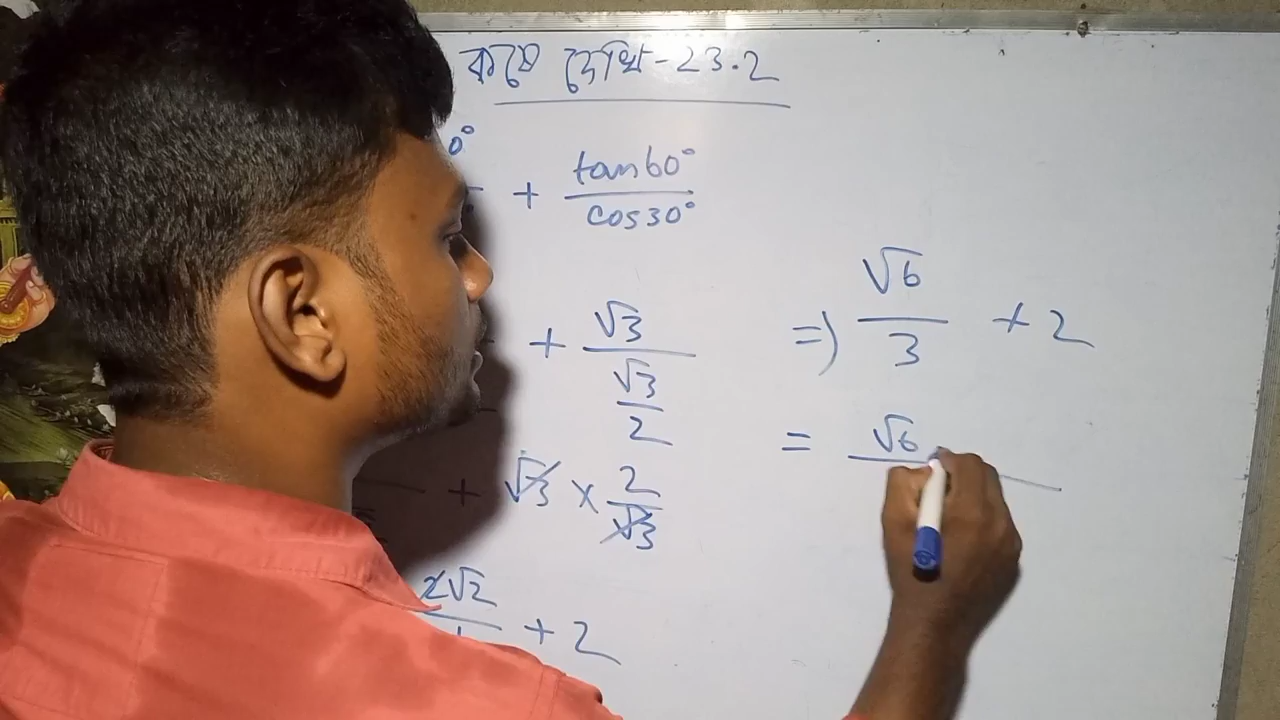 কষে দেখি-23.2
0° + tan60°/cos30°
+ √3/(√3/2)
+ √3 × 2/√3
2√2 + 2
=) √6/3 + 2
= √6